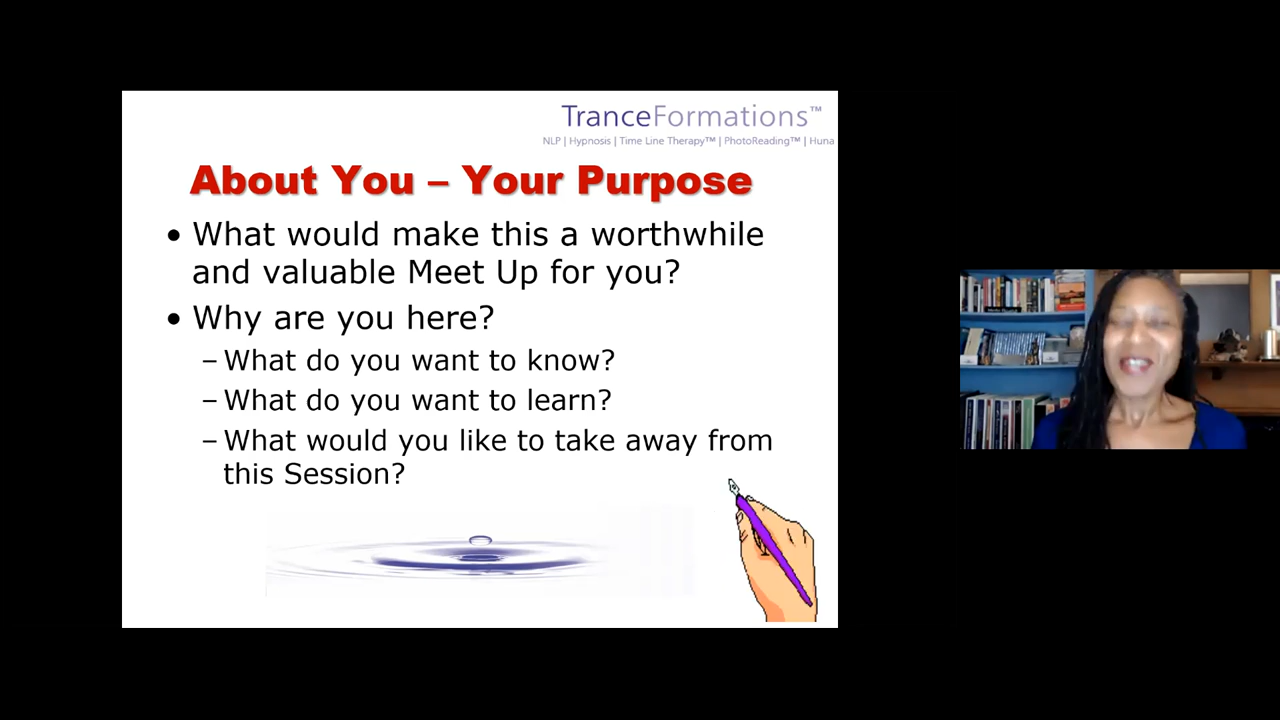 TranceFormations™
NLP | Hypnosis | Time Line Therapy™ | PhotoReading™ | Huna
About You – Your Purpose
• What would make this a worthwhile
and valuable Meet Up for you?
• Why are you here?
– What do you want to know?
– What do you want to learn?
– What would you like to take away from
this Session?